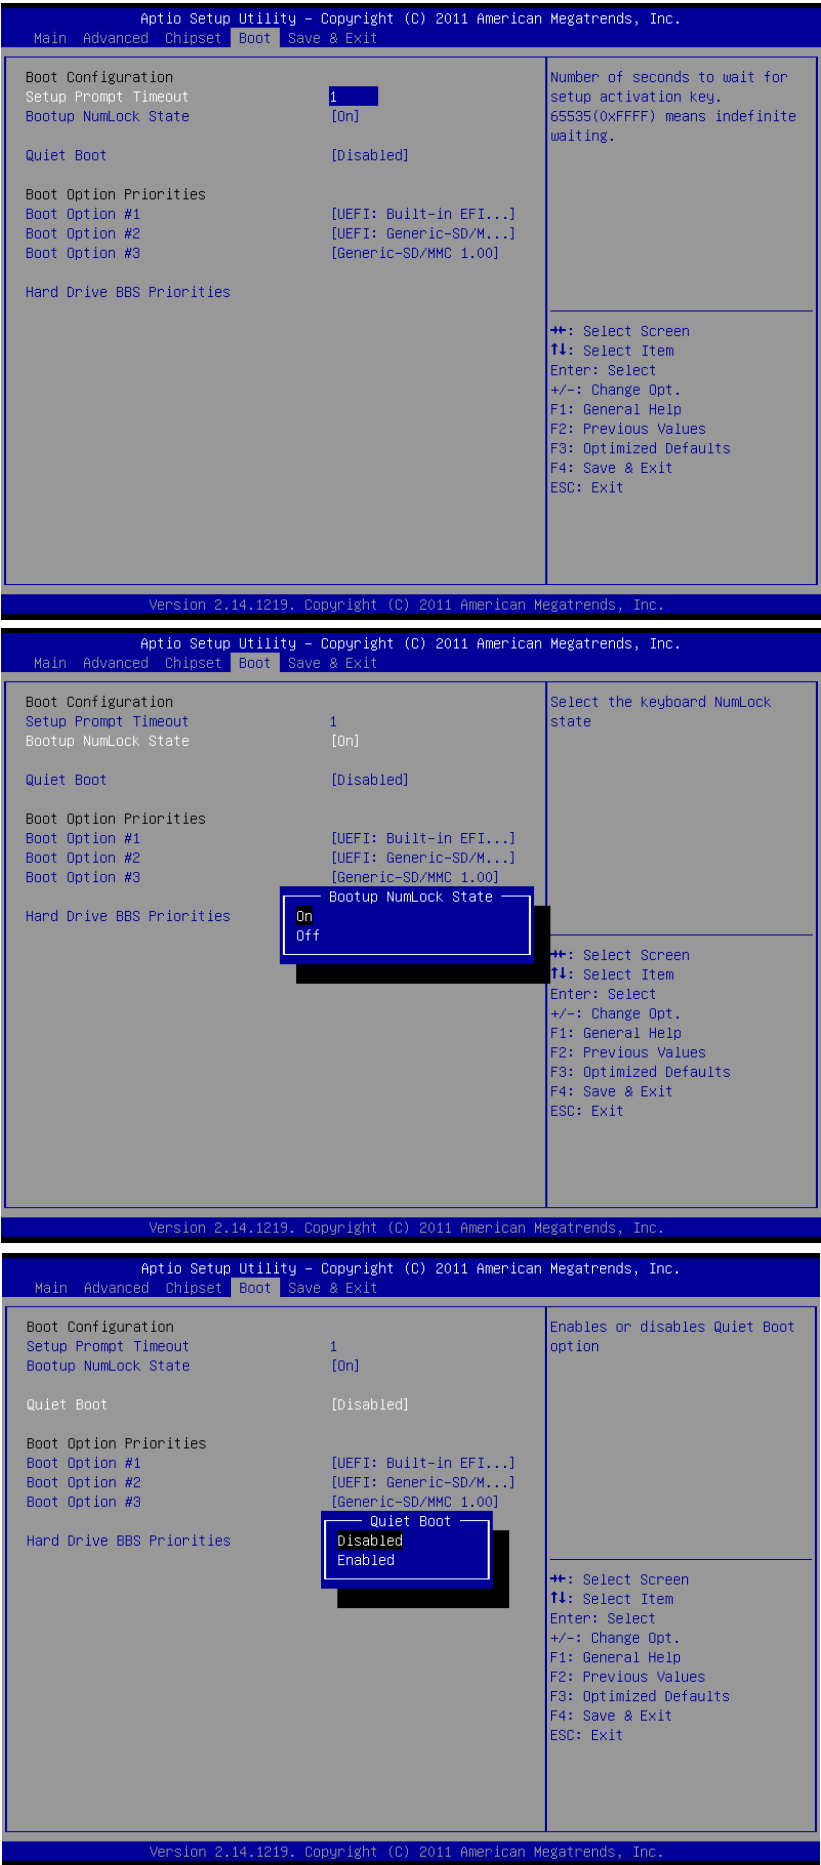 Aptio Setup Utility – Copyright (C) 2011 American Megatrends, Inc.
Main Advanced Chipset Boot Save & Exit
Boot Configuration
Setup Prompt Timeout 1
Bootup NumLock State [On]
Quiet Boot [Disabled]
Boot Option Priorities
Boot Option #1 [UEFI: Built-in EFI...]
Boot Option #2 [UEFI: Generic-SD/M...]
Boot Option #3 [Generic-SD/MMC 1.00]
Hard Drive BBS Priorities
Number of seconds to wait for
setup activation key.
65535(0xFFFF) means indefinite
waiting.
→←: Select Screen
↑↓: Select Item
Enter: Select
+/-: Change Opt.
F1: General Help
F2: Previous Values
F3: Optimized Defaults
F4: Save & Exit
ESC: Exit
Version 2.14.1219. Copyright (C) 2011 American Megatrends, Inc.
Aptio Setup Utility – Copyright (C) 2011 American Megatrends, Inc.
Main Advanced Chipset Boot Save & Exit
Boot Configuration
Setup Prompt Timeout 1
Bootup NumLock State [On]
Quiet Boot [Disabled]
Boot Option Priorities
Boot Option #1 [UEFI: Built-in EFI...]
Boot Option #2 [UEFI: Generic-SD/M...]
Boot Option #3 [Generic-SD/MMC 1.00]
Hard Drive BBS Priorities
Bootup NumLock State
On
Off
Select the keyboard NumLock
state
→←: Select Screen
↑↓: Select Item
Enter: Select
+/-: Change Opt.
F1: General Help
F2: Previous Values
F3: Optimized Defaults
F4: Save & Exit
ESC: Exit
Version 2.14.1219. Copyright (C) 2011 American Megatrends, Inc.
Aptio Setup Utility – Copyright (C) 2011 American Megatrends, Inc.
Main Advanced Chipset Boot Save & Exit
Boot Configuration
Setup Prompt Timeout 1
Bootup NumLock State [On]
Quiet Boot [Disabled]
Boot Option Priorities
Boot Option #1 [UEFI: Built-in EFI...]
Boot Option #2 [UEFI: Generic-SD/M...]
Boot Option #3 [Generic-SD/MMC 1.00]
Hard Drive BBS Priorities
Quiet Boot
Disabled
Enabled
Enables or disables Quiet Boot
option
→←: Select Screen
↑↓: Select Item
Enter: Select
+/-: Change Opt.
F1: General Help
F2: Previous Values
F3: Optimized Defaults
F4: Save & Exit
ESC: Exit
Version 2.14.1219. Copyright (C) 2011 American Megatrends, Inc.